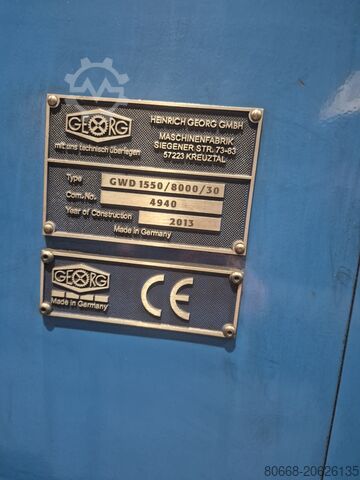 GEORG
mit uns technisch überlegen
HEINRICH GEORG GMBH
MASCHINENFABRIK
SIEGENER STR. 73-83
57223 KREUZTAL
Type GWD 1550/8000/30
Com.No. 4940
Year of Construction 2013
Made in Germany
GEORG
Made in Germany
CE
80668-20626135